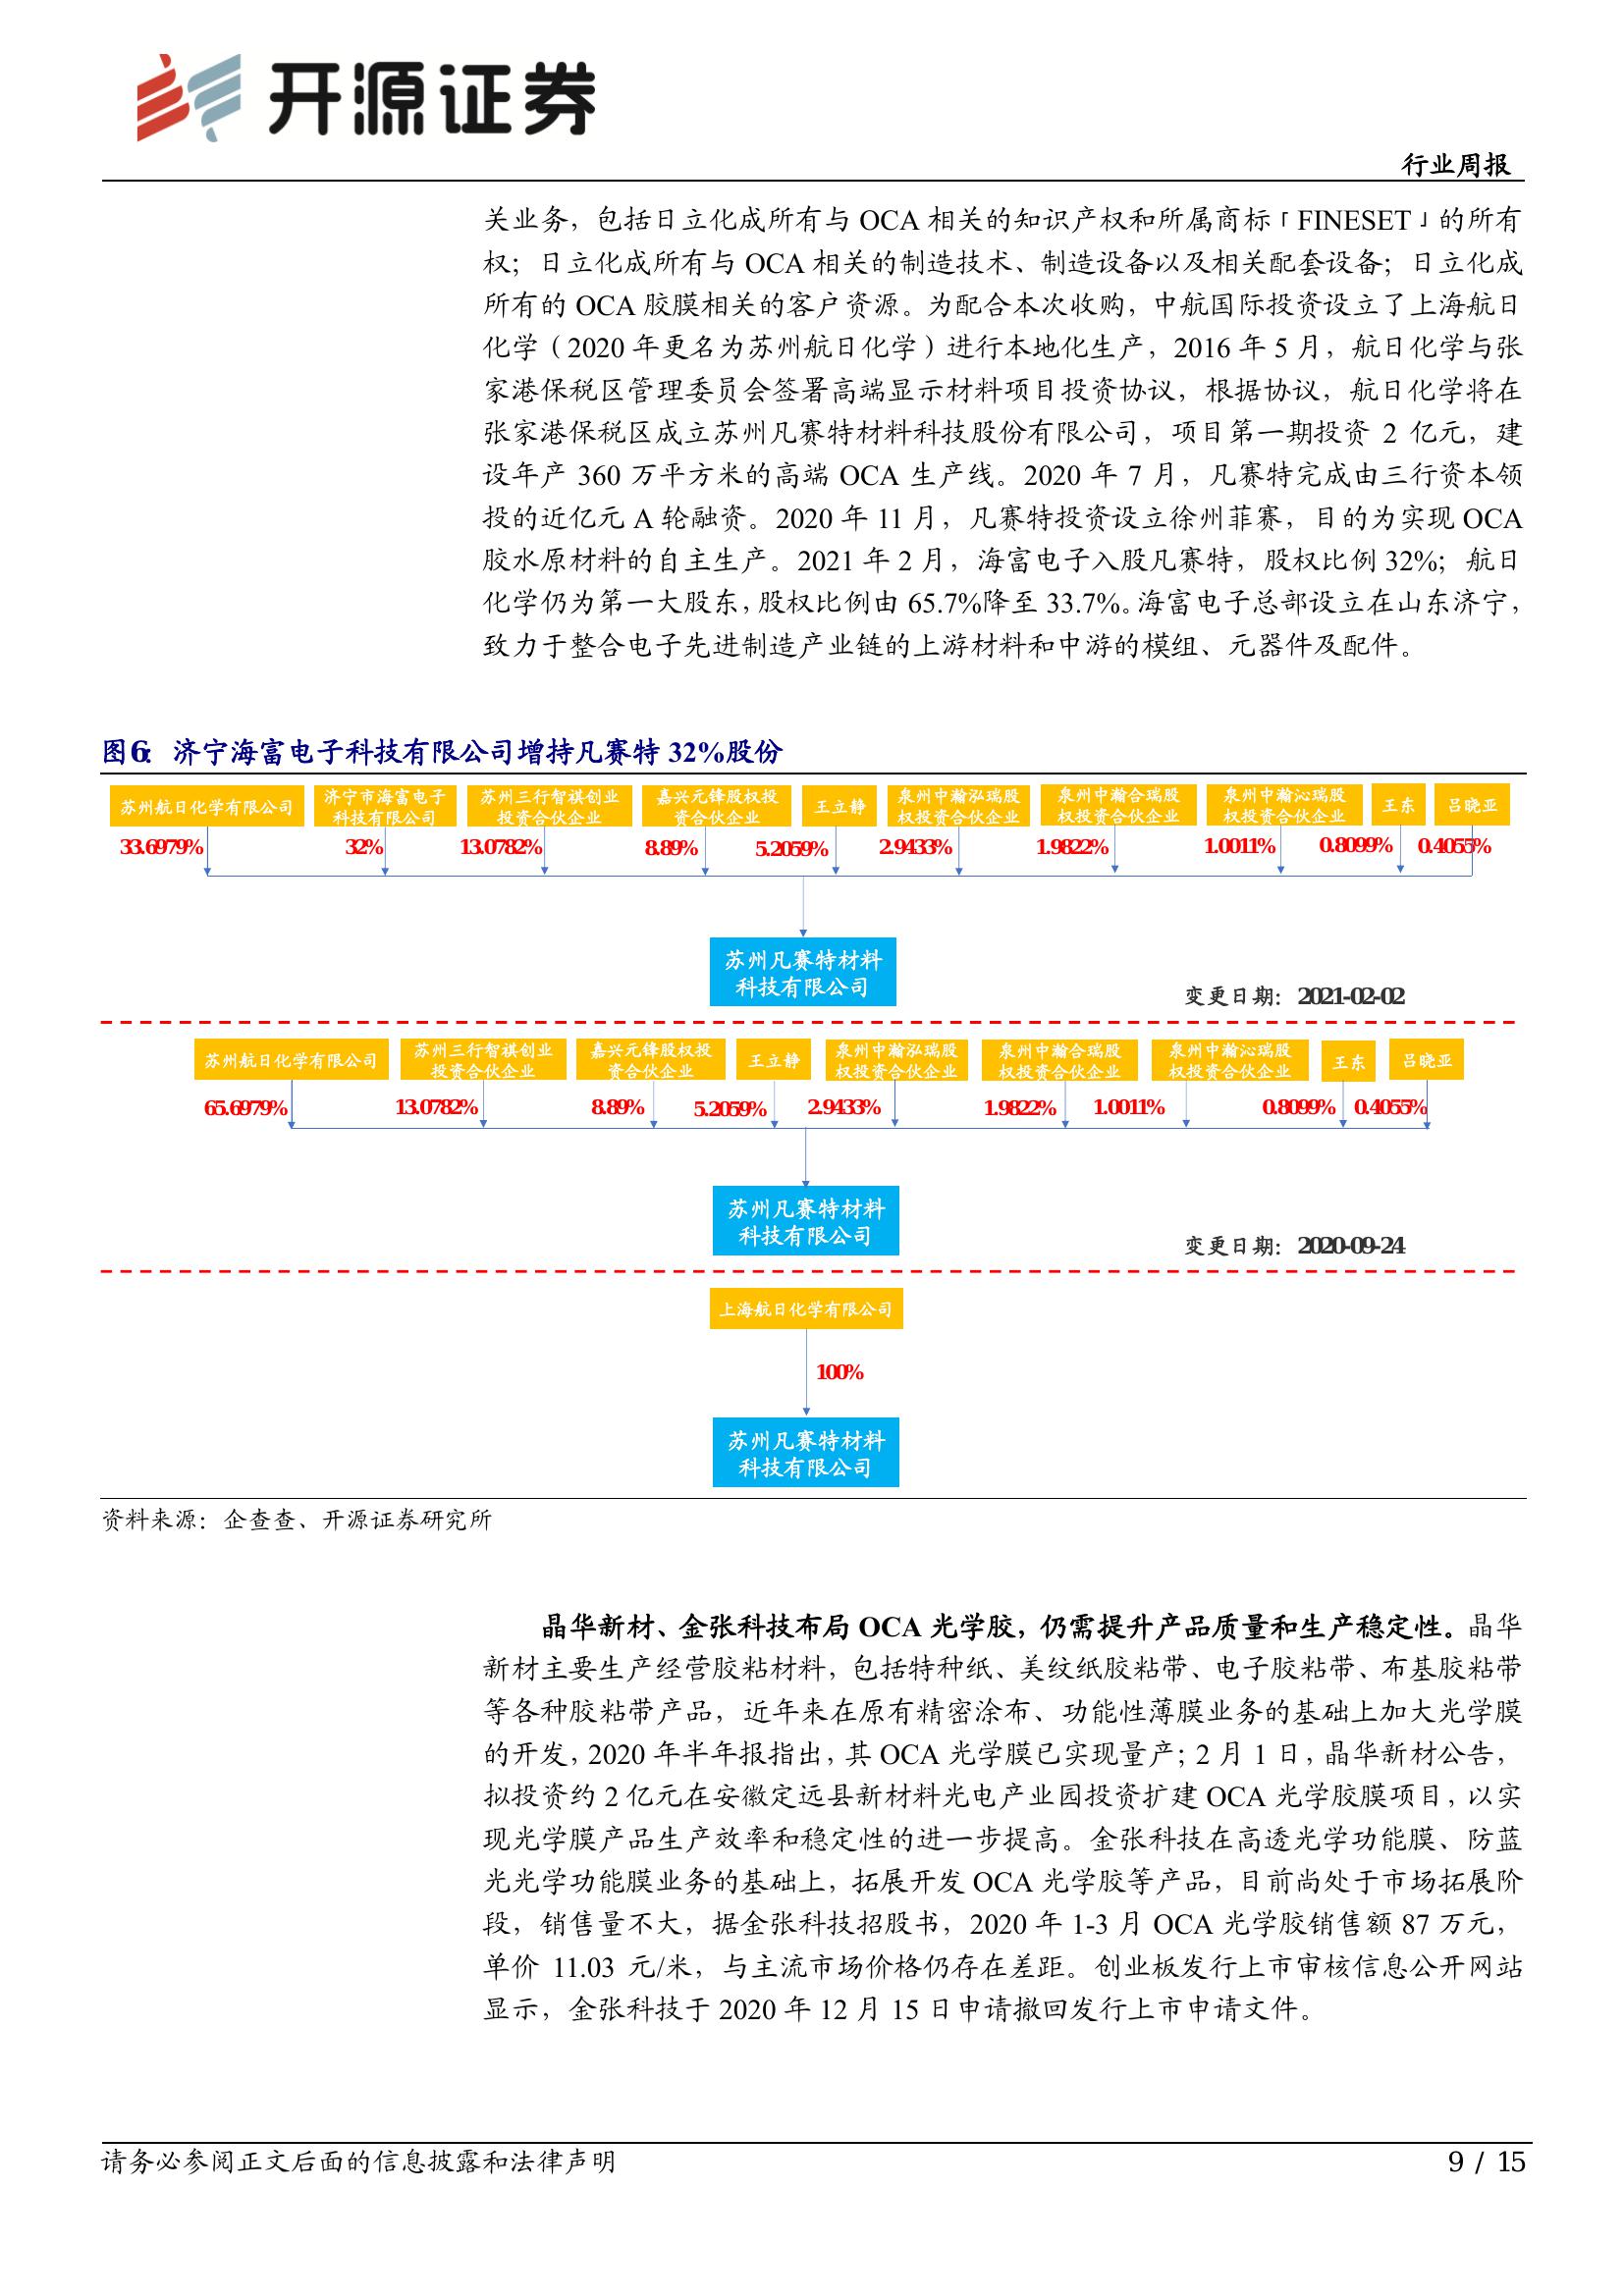 开源证券
行业周报
关业务，包括日立化成所有与 OCA 相关的知识产权和所属商标「FINESET」的所有
权；日立化成所有与 OCA 相关的制造技术、制造设备以及相关配套设备；日立化成
所有的 OCA 胶膜相关的客户资源。为配合本次收购，中航国际投资设立了上海航日
化学（2020 年更名为苏州航日化学）进行本地化生产，2016 年 5 月，航日化学与张
家港保税区管理委员会签署高端显示材料项目投资协议，根据协议，航日化学将在
张家港保税区成立苏州凡赛特材料科技股份有限公司，项目第一期投资 2 亿元，建
设年产 360 万平方米的高端 OCA 生产线。2020 年 7 月，凡赛特完成由三行资本领
投的近亿元 A 轮融资。2020 年 11 月，凡赛特投资设立徐州菲赛，目的为实现 OCA
胶水原材料的自主生产。2021 年 2 月，海富电子入股凡赛特，股权比例 32%；航日
化学仍为第一大股东，股权比例由 65.7%降至 33.7%。海富电子总部设立在山东济宁，
致力于整合电子先进制造产业链的上游材料和中游的模组、元器件及配件。
图6：济宁海富电子科技有限公司增持凡赛特 32%股份
苏州航日化学有限公司
济宁市海富电子
科技有限公司
苏州三行智祺创业
投资合伙企业
嘉兴元锋股权投
资合伙企业
王立静
泉州中瀚泓瑞股
权投资合伙企业
泉州中瀚合瑞股
权投资合伙企业
泉州中瀚沁瑞股
权投资合伙企业
王东
吕晓亚
33.6979% 32% 13.0782% 8.89% 5.2059% 2.9433% 1.9822% 1.0011% 0.8099% 0.4055%
苏州凡赛特材料
科技有限公司
变更日期：2021-02-02
苏州航日化学有限公司
苏州三行智祺创业
投资合伙企业
嘉兴元锋股权投
资合伙企业
王立静
泉州中瀚泓瑞股
权投资合伙企业
泉州中瀚合瑞股
权投资合伙企业
泉州中瀚沁瑞股
权投资合伙企业
王东
吕晓亚
65.6979% 13.0782% 8.89% 5.2059% 2.9433% 1.9822% 1.0011% 0.8099% 0.4055%
苏州凡赛特材料
科技有限公司
变更日期：2020-09-24
上海航日化学有限公司
100%
苏州凡赛特材料
科技有限公司
资料来源：企查查、开源证券研究所
晶华新材、金张科技布局 OCA 光学胶，仍需提升产品质量和生产稳定性。晶华
新材主要生产经营胶粘材料，包括特种纸、美纹纸胶粘带、电子胶粘带、布基胶粘带
等各种胶粘带产品，近年来在原有精密涂布、功能性薄膜业务的基础上加大光学膜
的开发，2020 年半年报指出，其 OCA 光学膜已实现量产；2 月 1 日，晶华新材公告，
拟投资约 2 亿元在安徽定远县新材料光电产业园投资扩建 OCA 光学胶膜项目，以实
现光学膜产品生产效率和稳定性的进一步提高。金张科技在高透光学功能膜、防蓝
光光学功能膜业务的基础上，拓展开发 OCA 光学胶等产品，目前尚处于市场拓展阶
段，销售量不大，据金张科技招股书，2020 年 1-3 月 OCA 光学胶销售额 87 万元，
单价 11.03 元/米，与主流市场价格仍存在差距。创业板发行上市审核信息公开网站
显示，金张科技于 2020 年 12 月 15 日申请撤回发行上市申请文件。
请务必参阅正文后面的信息披露和法律声明
9 / 15